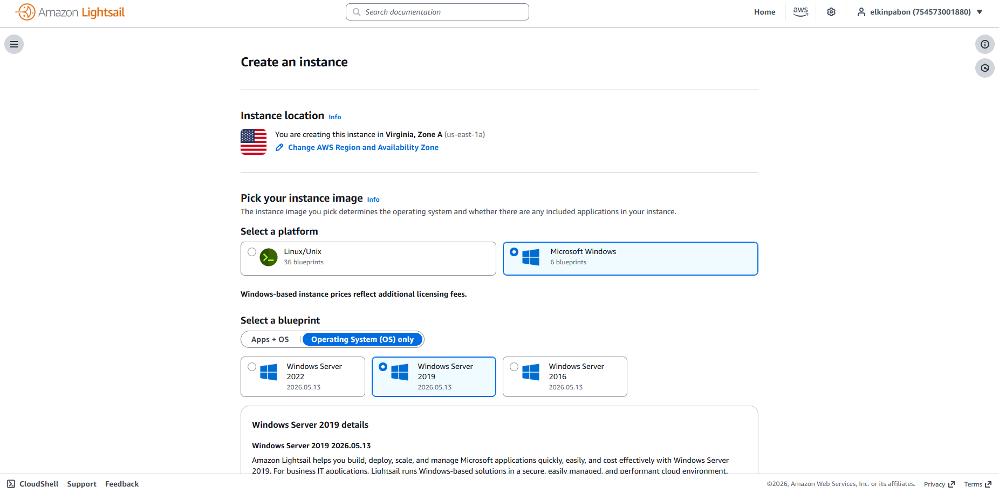 Amazon Lightsail
Search documentation
Home
aws
elkinpabon (754573001880)
Create an instance
Instance location Info
You are creating this instance in Virginia, Zone A (us-east-1a)
Change AWS Region and Availability Zone
Pick your instance image Info
The instance image you pick determines the operating system and whether there are any included applications in your instance.
Select a platform
Linux/Unix
36 blueprints
Microsoft Windows
6 blueprints
Windows-based instance prices reflect additional licensing fees.
Select a blueprint
Apps + OS
Operating System (OS) only
Windows Server
2022
2026.05.13
Windows Server
2019
2026.05.13
Windows Server
2016
2026.05.13
Windows Server 2019 details
Windows Server 2019 2026.05.13
Amazon Lightsail helps you build, deploy, scale, and manage Microsoft applications quickly, easily, and cost effectively with Windows Server
2019. For business IT applications, Lightsail runs Windows-based solutions in a secure, easily managed, and performant cloud environment.
CloudShell
Support
Feedback
©2026, Amazon Web Services, Inc. or its affiliates.
Privacy
Terms